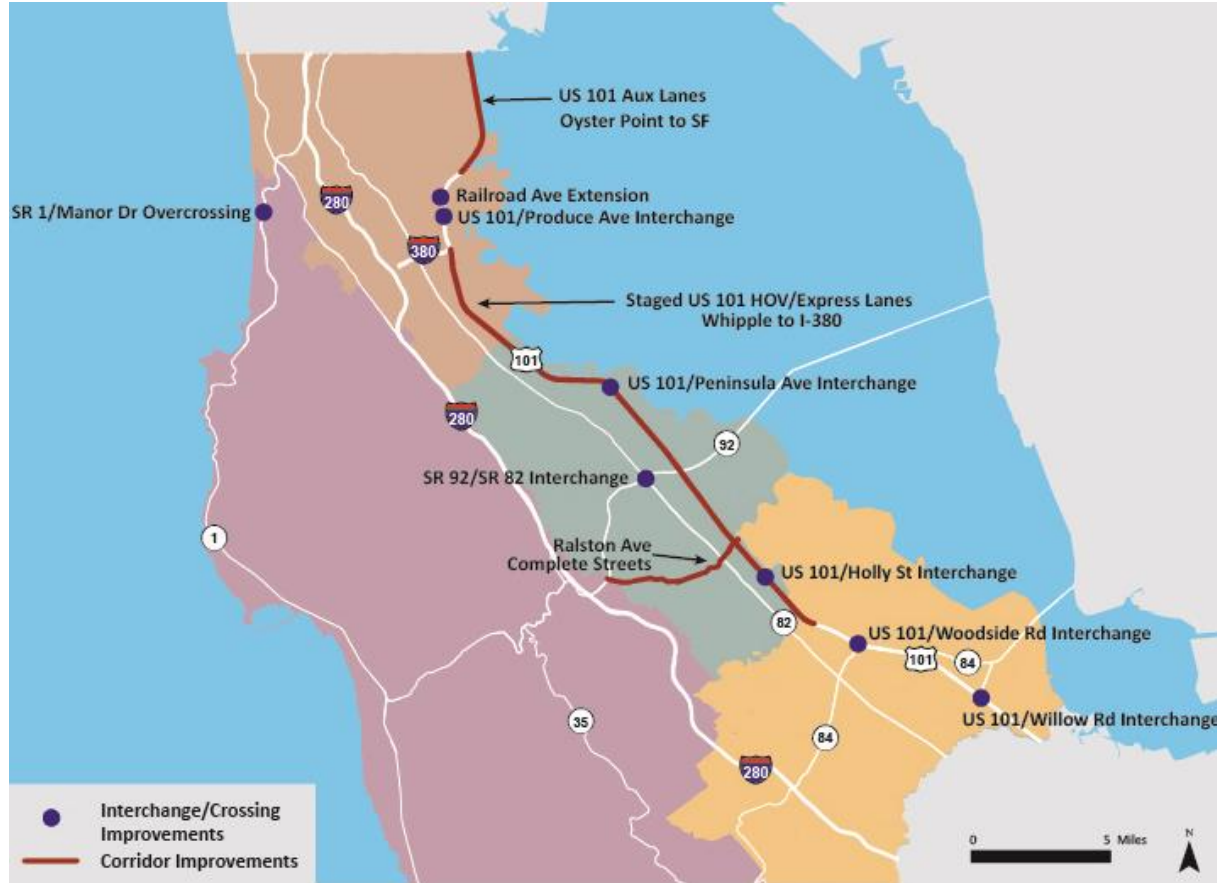 US 101 Aux Lanes
Oyster Point to SF
280
Railroad Ave Extension
SR 1/Manor Dr Overcrossing
US 101/Produce Ave Interchange
380
Staged US 101 HOV/Express Lanes
Whipple to I-380
101
US 101/Peninsula Ave Interchange
280
92
SR 92/SR 82 Interchange
1
Ralston Ave
Complete Streets
US 101/Holly St Interchange
82
US 101/Woodside Rd Interchange
101
84
35
US 101/Willow Rd Interchange
84
280
Interchange/Crossing
Improvements
Corridor Improvements
0 5 Miles
N